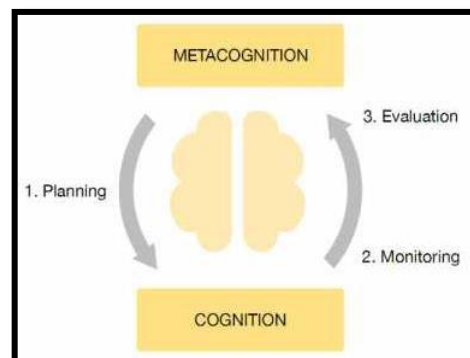 METACOGNITION
3. Evaluation
1. Planning
2. Monitoring
COGNITION